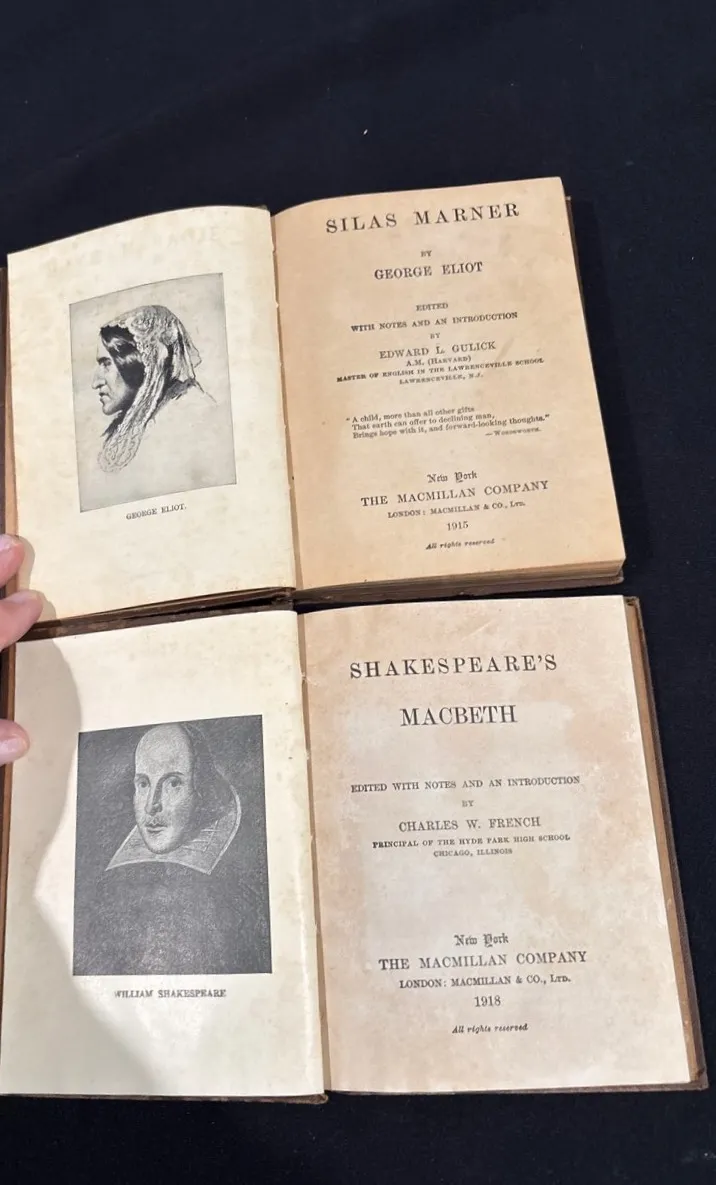 GEORGE ELIOT.
SILAS MARNER
BY
GEORGE ELIOT
EDITED
WITH NOTES AND AN INTRODUCTION
BY
EDWARD L. GULICK
A.M. (HARVARD)
MASTER OF ENGLISH IN THE LAWRENCEVILLE SCHOOL
LAWRENCEVILLE, N.J.
"A child, more than all other gifts
That earth can offer to declining man,
Brings hope with it, and forward-looking thoughts."
— WORDSWORTH.
New York
THE MACMILLAN COMPANY
LONDON: MACMILLAN & CO., LTD.
1915
All rights reserved
WILLIAM SHAKESPEARE
SHAKESPEARE'S
MACBETH
EDITED WITH NOTES AND AN INTRODUCTION
BY
CHARLES W. FRENCH
PRINCIPAL OF THE HYDE PARK HIGH SCHOOL
CHICAGO, ILLINOIS
New York
THE MACMILLAN COMPANY
LONDON: MACMILLAN & CO., LTD.
1918
All rights reserved